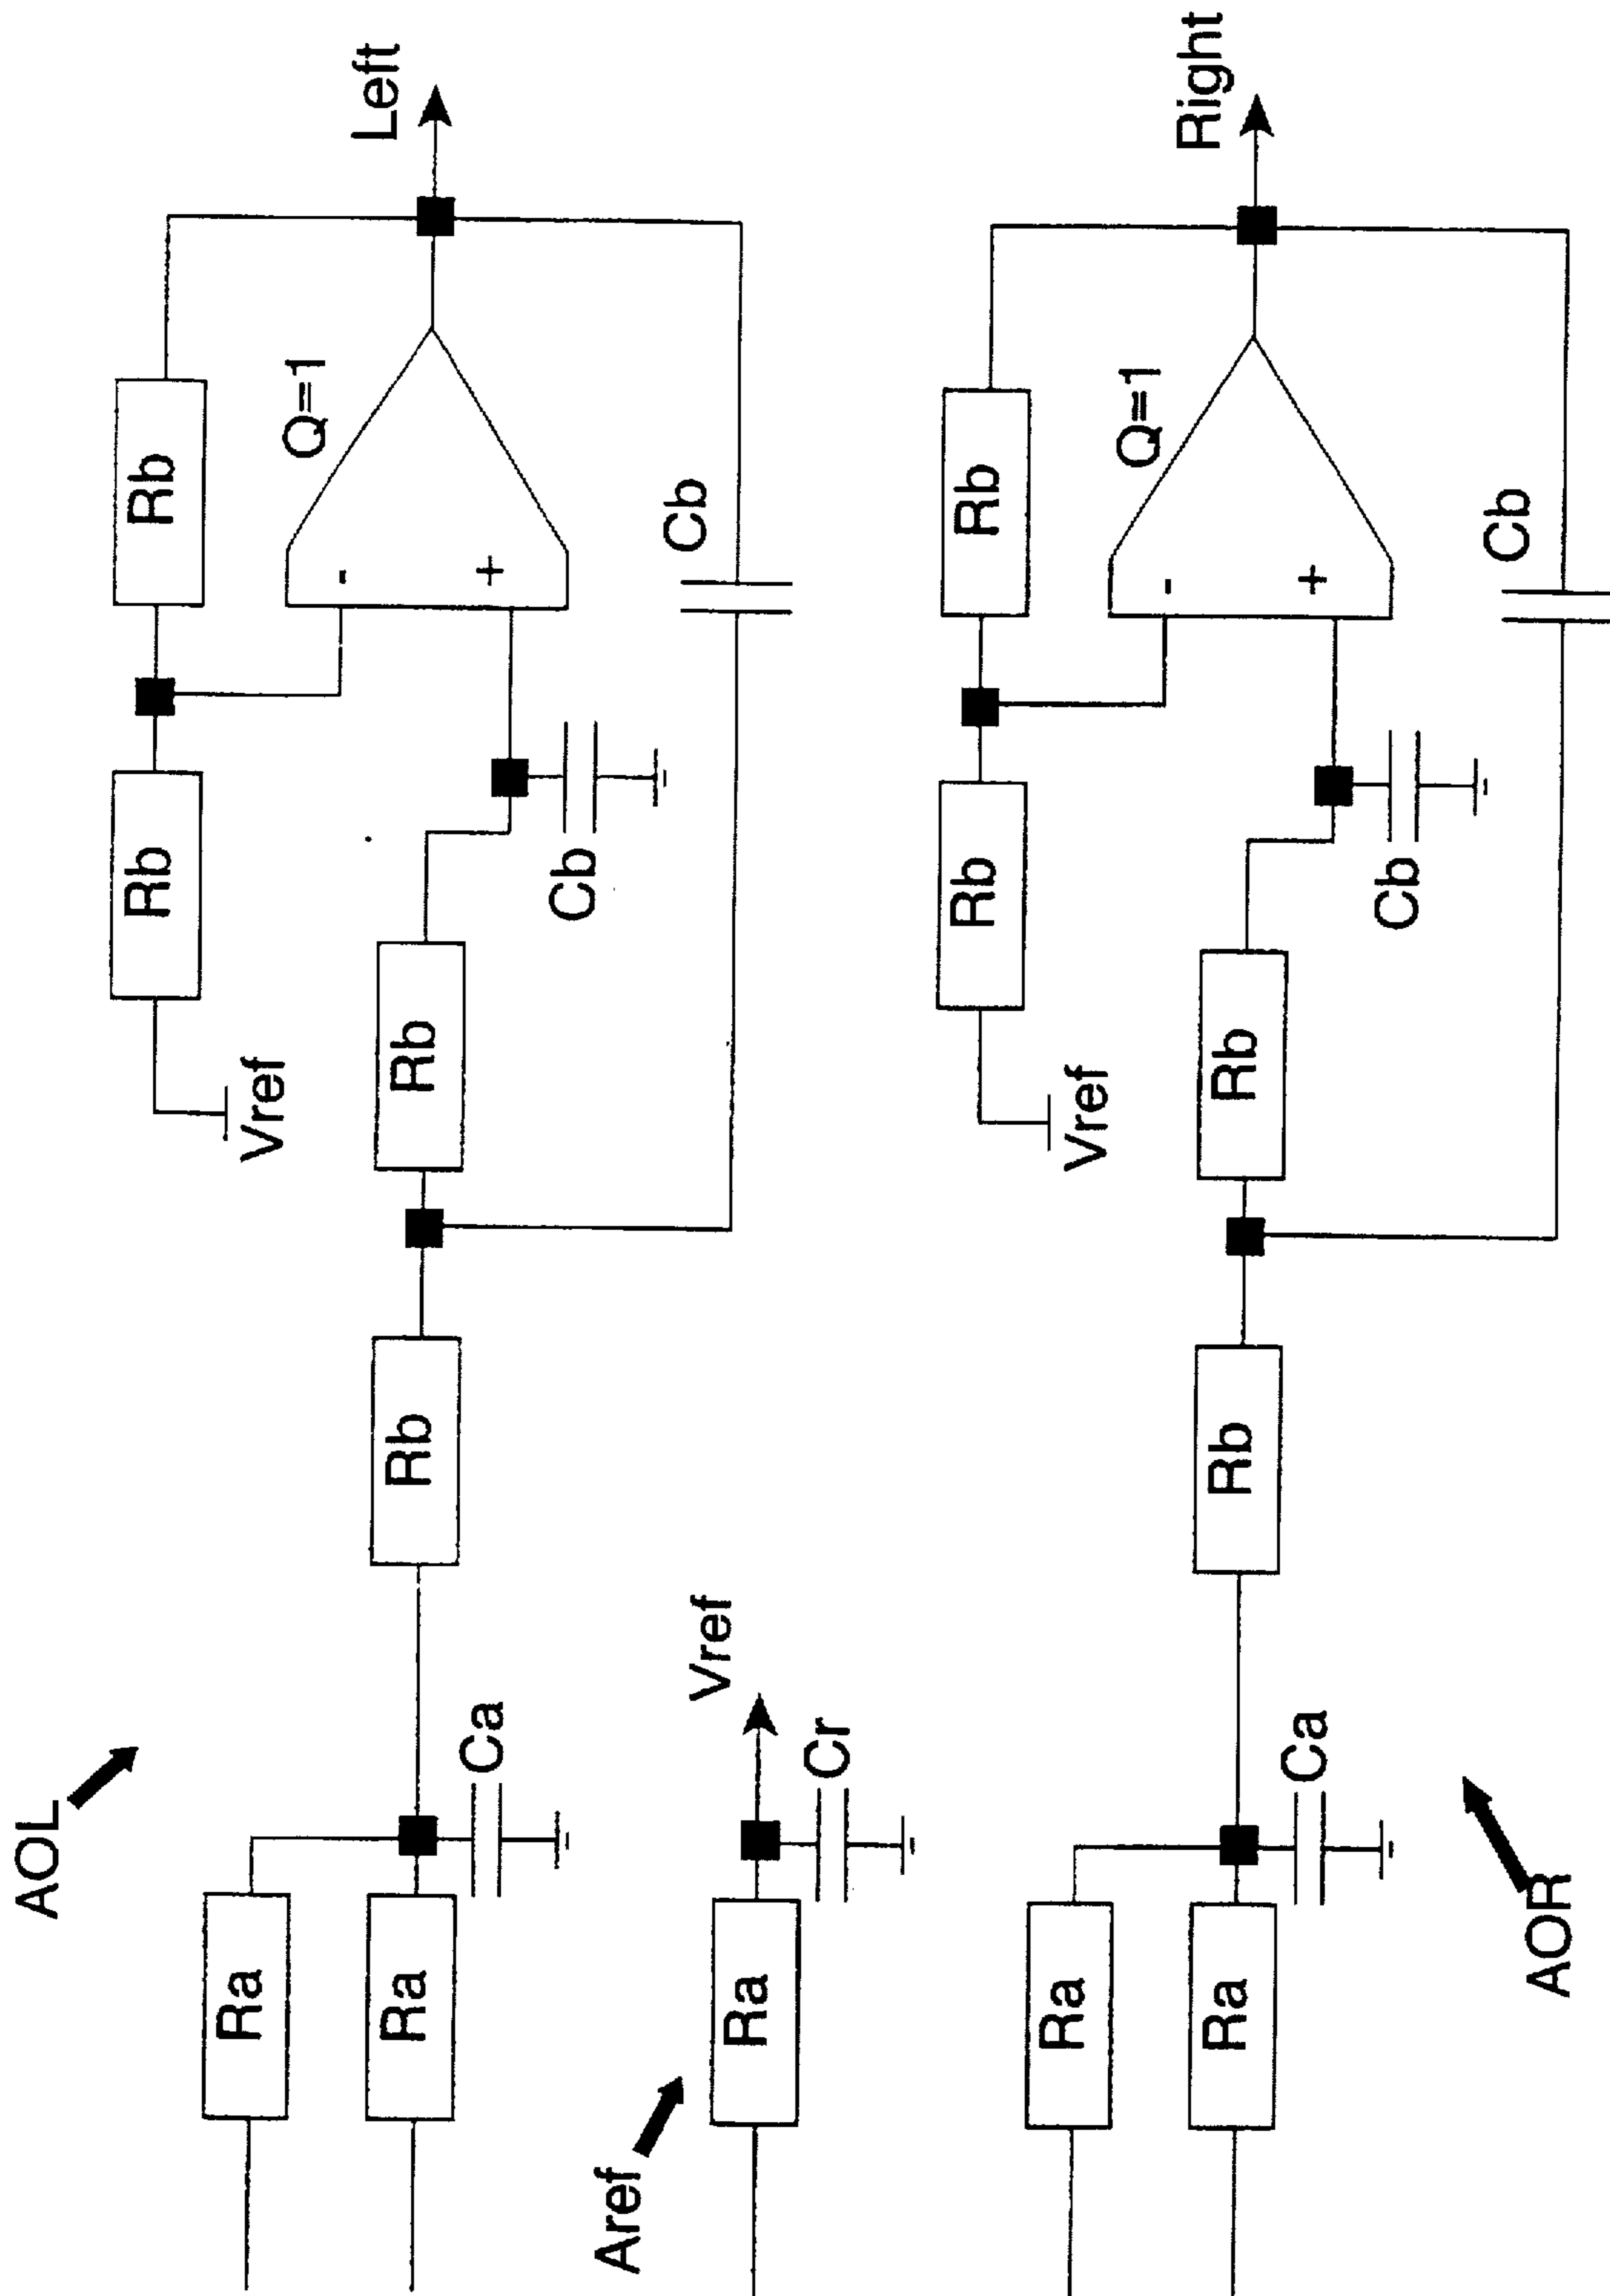 AOL
Ra
Ra
Ca
Rb
Rb
Vref
Rb
Rb
Cb
-
+
Q=1
Cb
Left
Aref
Ra
Cr
Vref
AOR
Ra
Ra
Ca
Rb
Rb
Vref
Rb
Rb
Cb
-
+
Q=1
Cb
Right